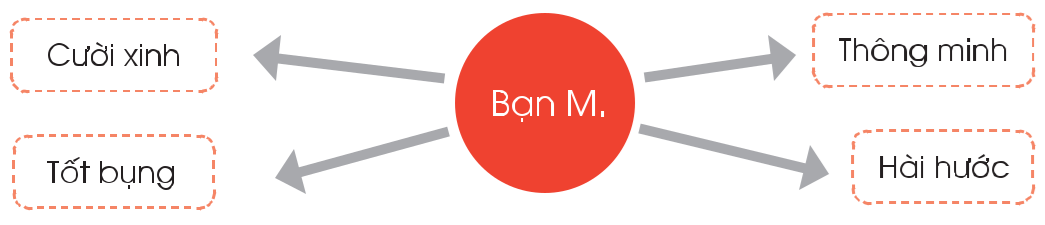 Cười xinh
Thông minh
Bạn M.
Tốt bụng
Hài hước